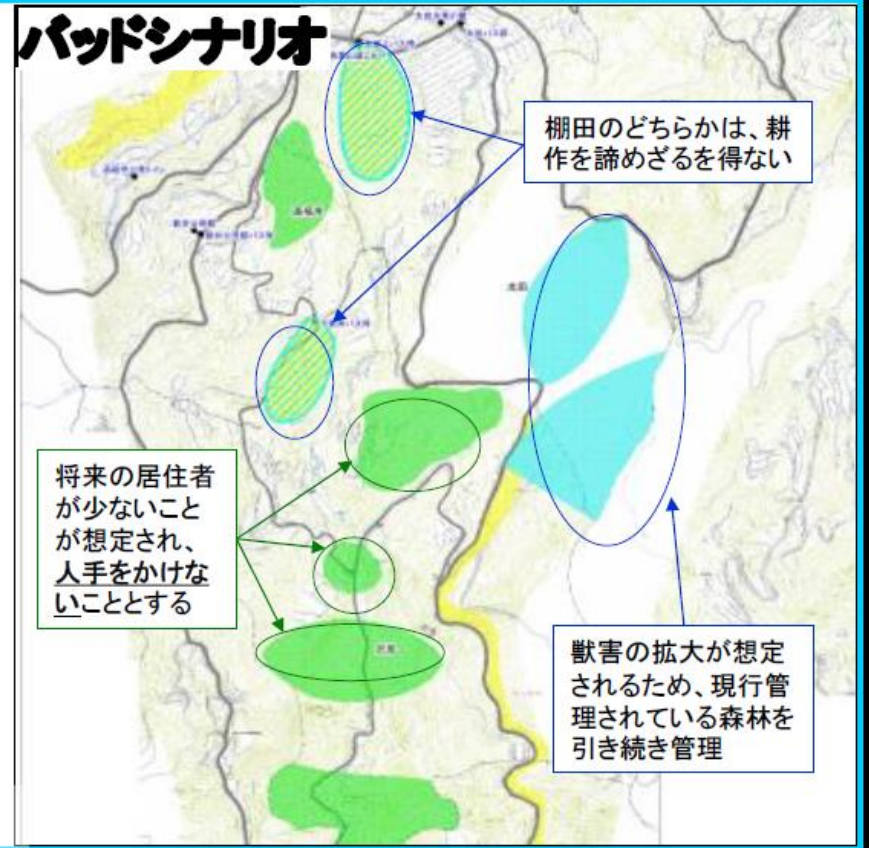 バッドシナリオ
棚田のどちらかは、耕
作を諦めざるを得ない
将来の居住者
が少ないこと
が想定され、
人手をかけな
いこととする
獣害の拡大が想定
されるため、現行管
理されている森林を
引き続き管理